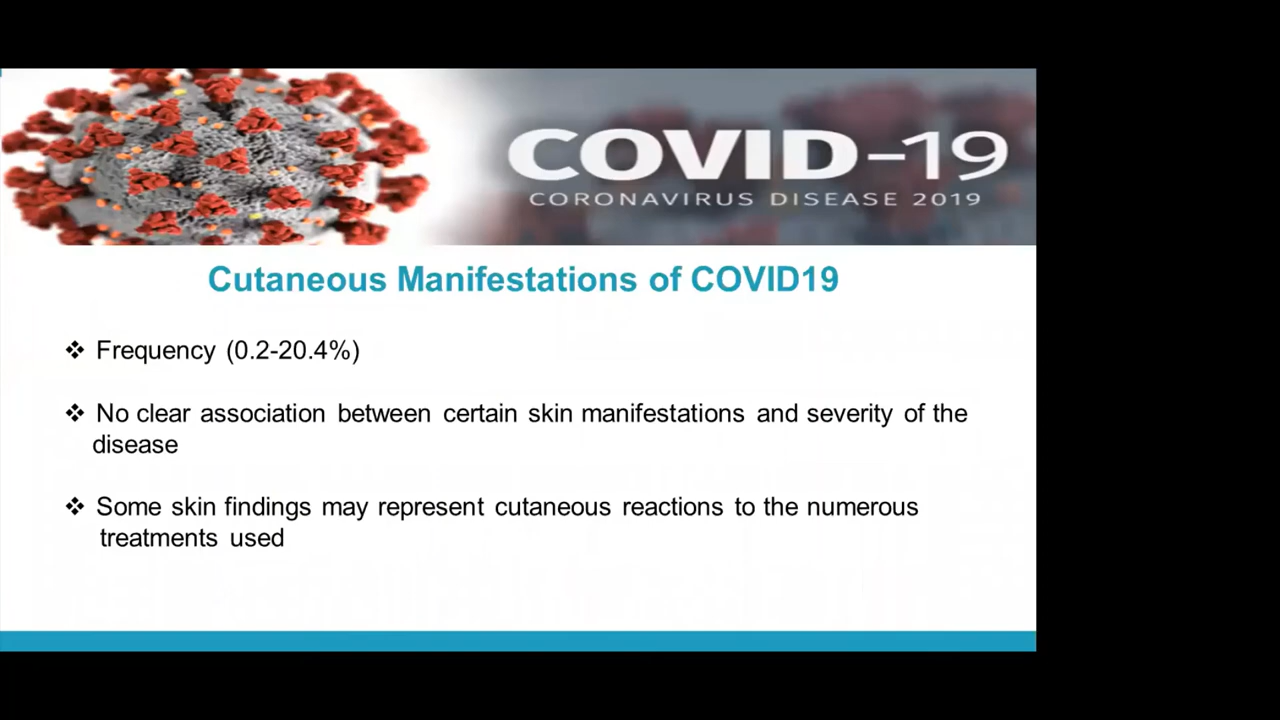 COVID-19
CORONAVIRUS DISEASE 2019
Cutaneous Manifestations of COVID19
❖ Frequency (0.2-20.4%)
❖ No clear association between certain skin manifestations and severity of the
disease
❖ Some skin findings may represent cutaneous reactions to the numerous
treatments used